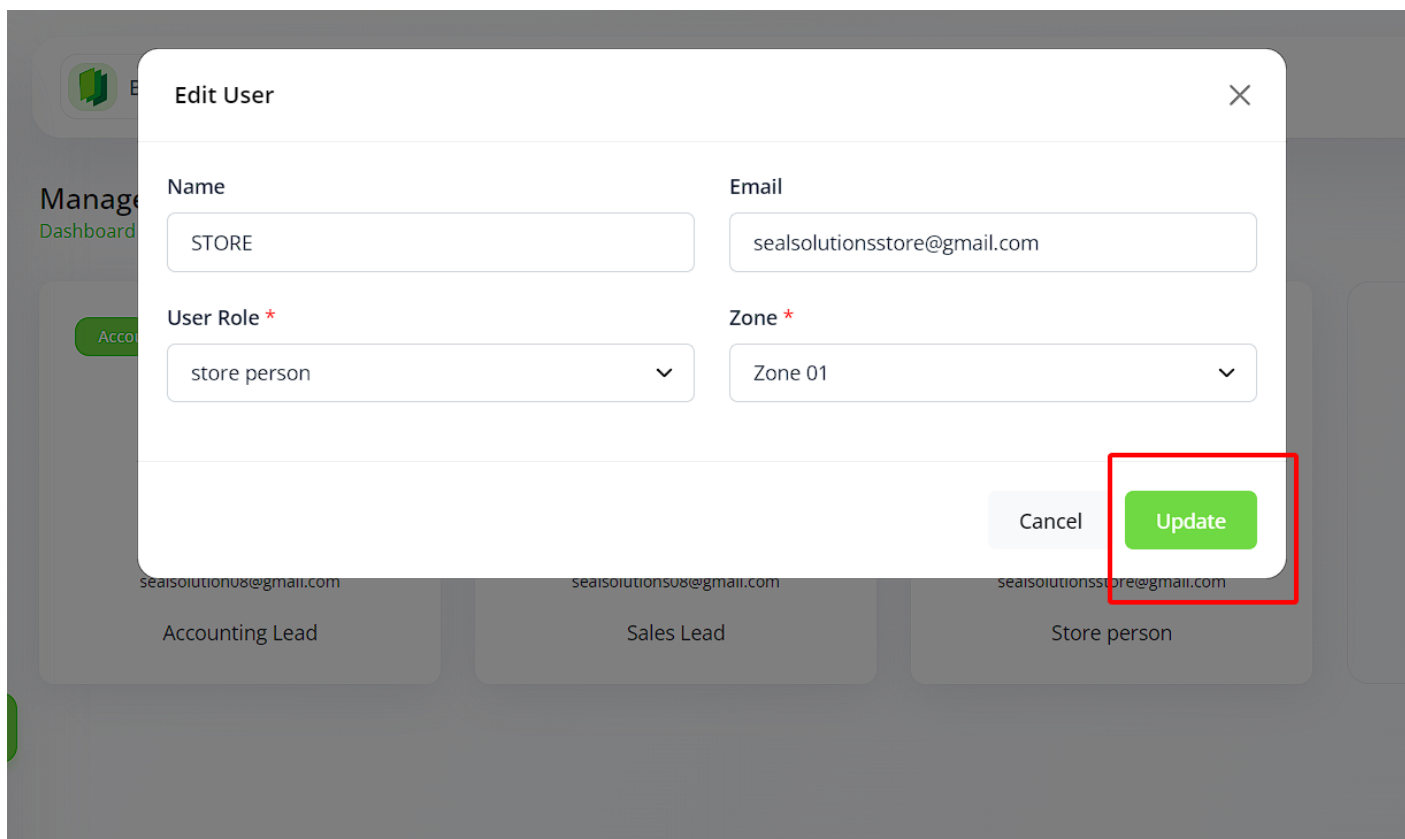 Edit User
Manage
Dashboard
Name
Email
STORE
sealsolutionsstore@gmail.com
User Role *
Zone *
store person
Zone 01
Cancel
Update
sealsolution08@gmail.com
sealsolutions08@gmail.com
sealsolutionsstore@gmail.com
Accounting Lead
Sales Lead
Store person